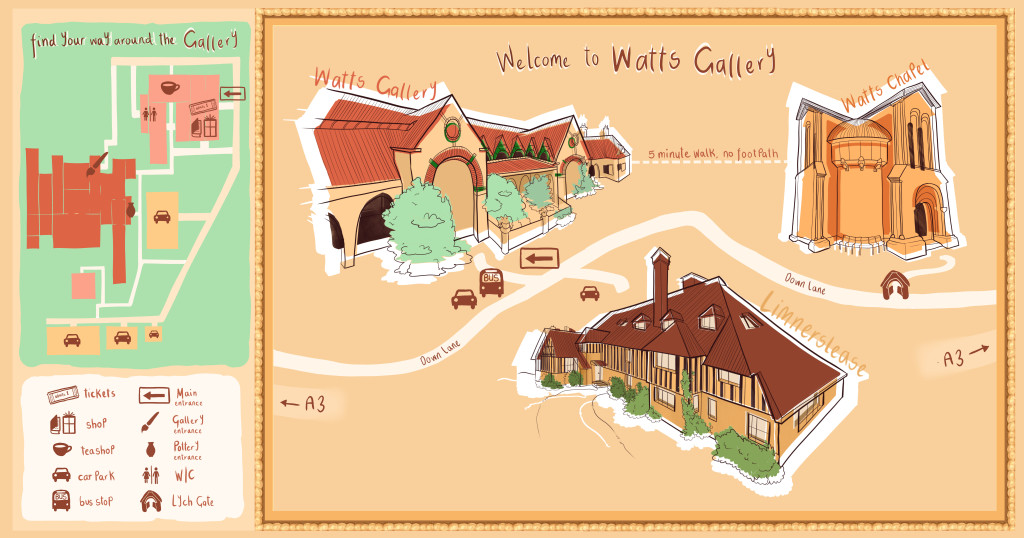 find your way around the Gallery
TICKETS
shop
teashop
car park
BUS
bus stop
Main
entrance
Gallery
entrance
Pottery
entrance
W/C
Lych Gate
Welcome to Watts Gallery
Watts Gallery
Watts Chapel
5 minute walk, no footpath
BUS
Down Lane
Down Lane
Limnerslease
A3
A3